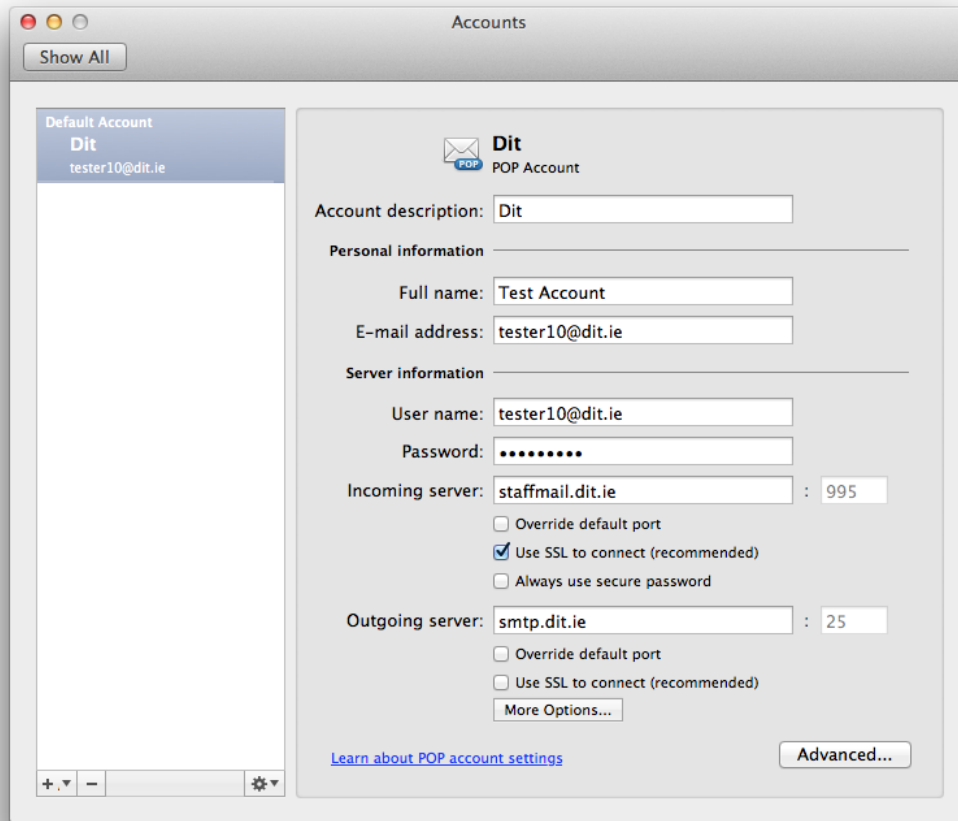 Accounts
Show All
Default Account
Dit
tester10@dit.ie
POP
Dit
POP Account
Account description: Dit
Personal information
Full name: Test Account
E-mail address: tester10@dit.ie
Server information
User name: tester10@dit.ie
Password: •••••••••
Incoming server: staffmail.dit.ie : 995
Override default port
Use SSL to connect (recommended)
Always use secure password
Outgoing server: smtp.dit.ie : 25
Override default port
Use SSL to connect (recommended)
More Options...
Learn about POP account settings
Advanced...